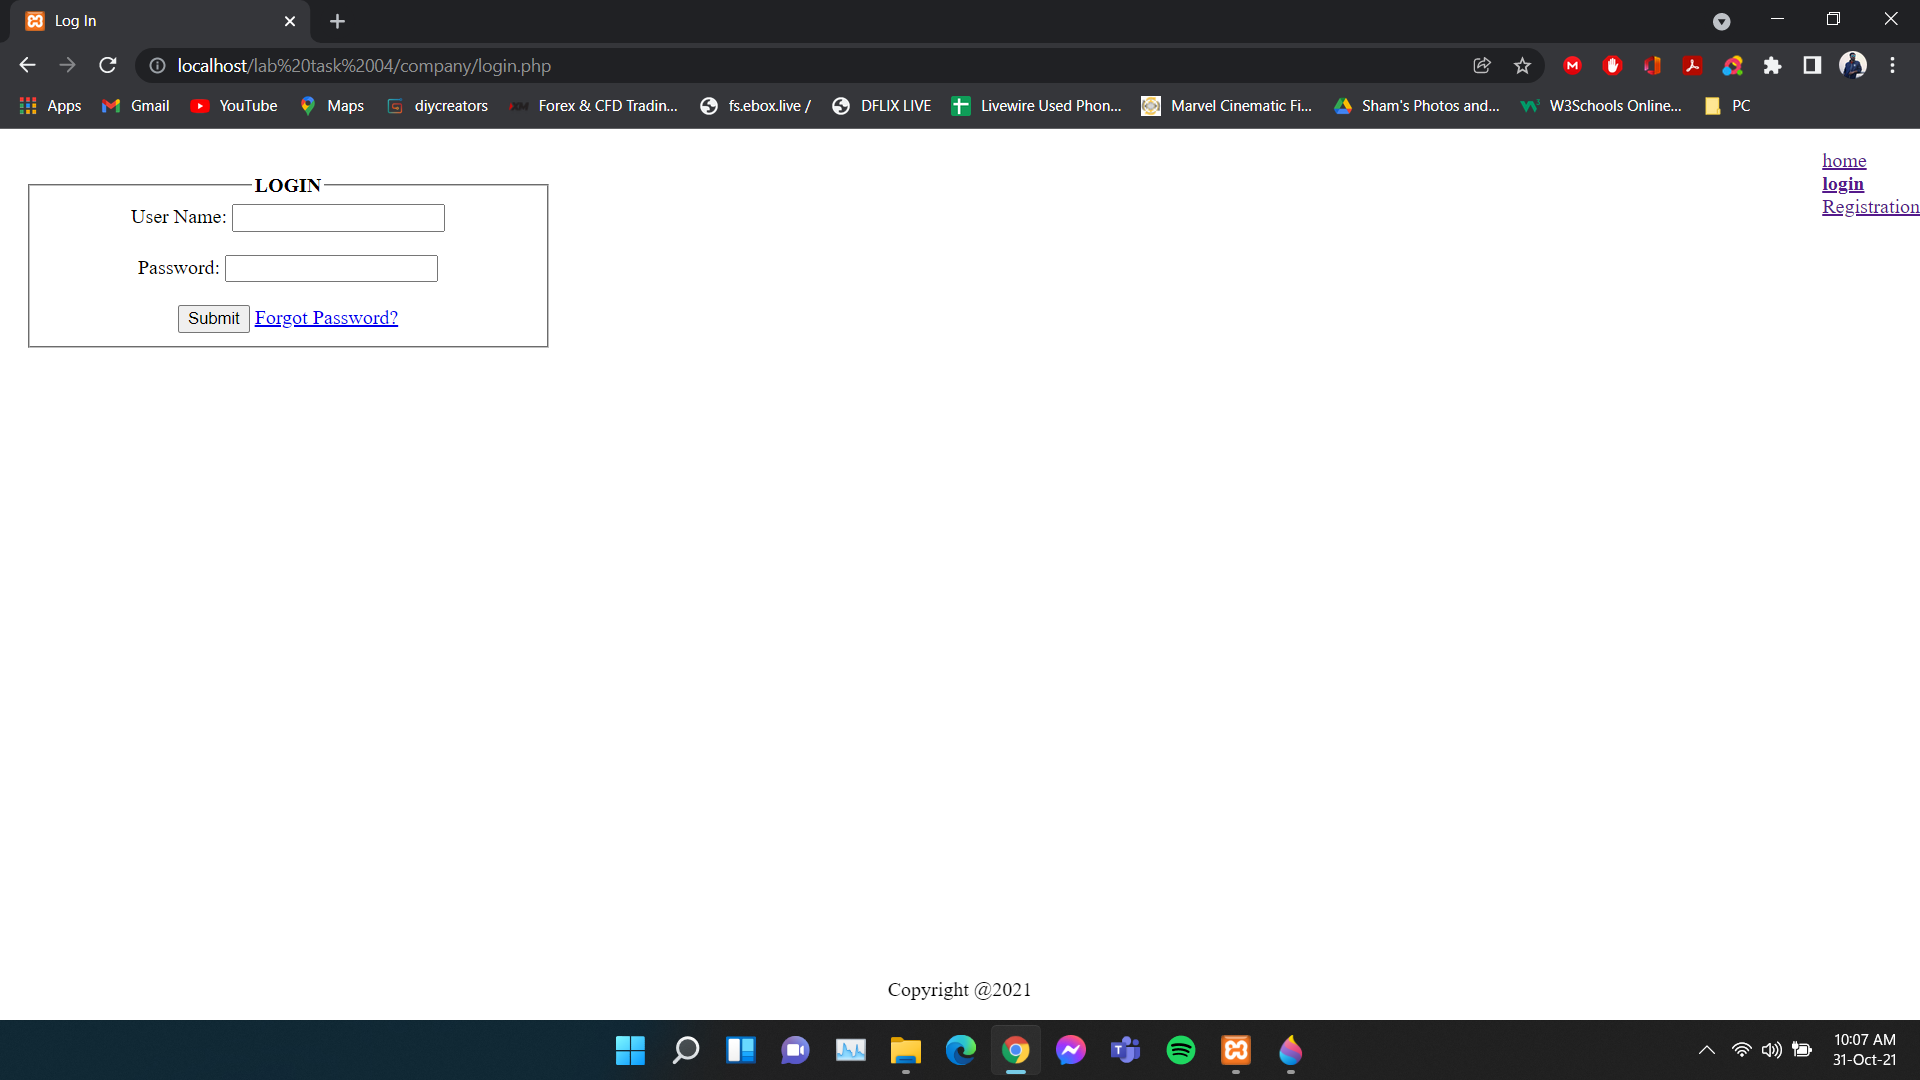 Log In
localhost/lab%20task%2004/company/login.php
Apps Gmail YouTube Maps diycreators Forex & CFD Tradin... fs.ebox.live / DFLIX LIVE Livewire Used Phon... Marvel Cinematic Fi... Sham's Photos and... W3Schools Online... PC
home
login
Registration
LOGIN
User Name:
Password:
Submit Forgot Password?
Copyright @2021
10:07 AM
31-Oct-21